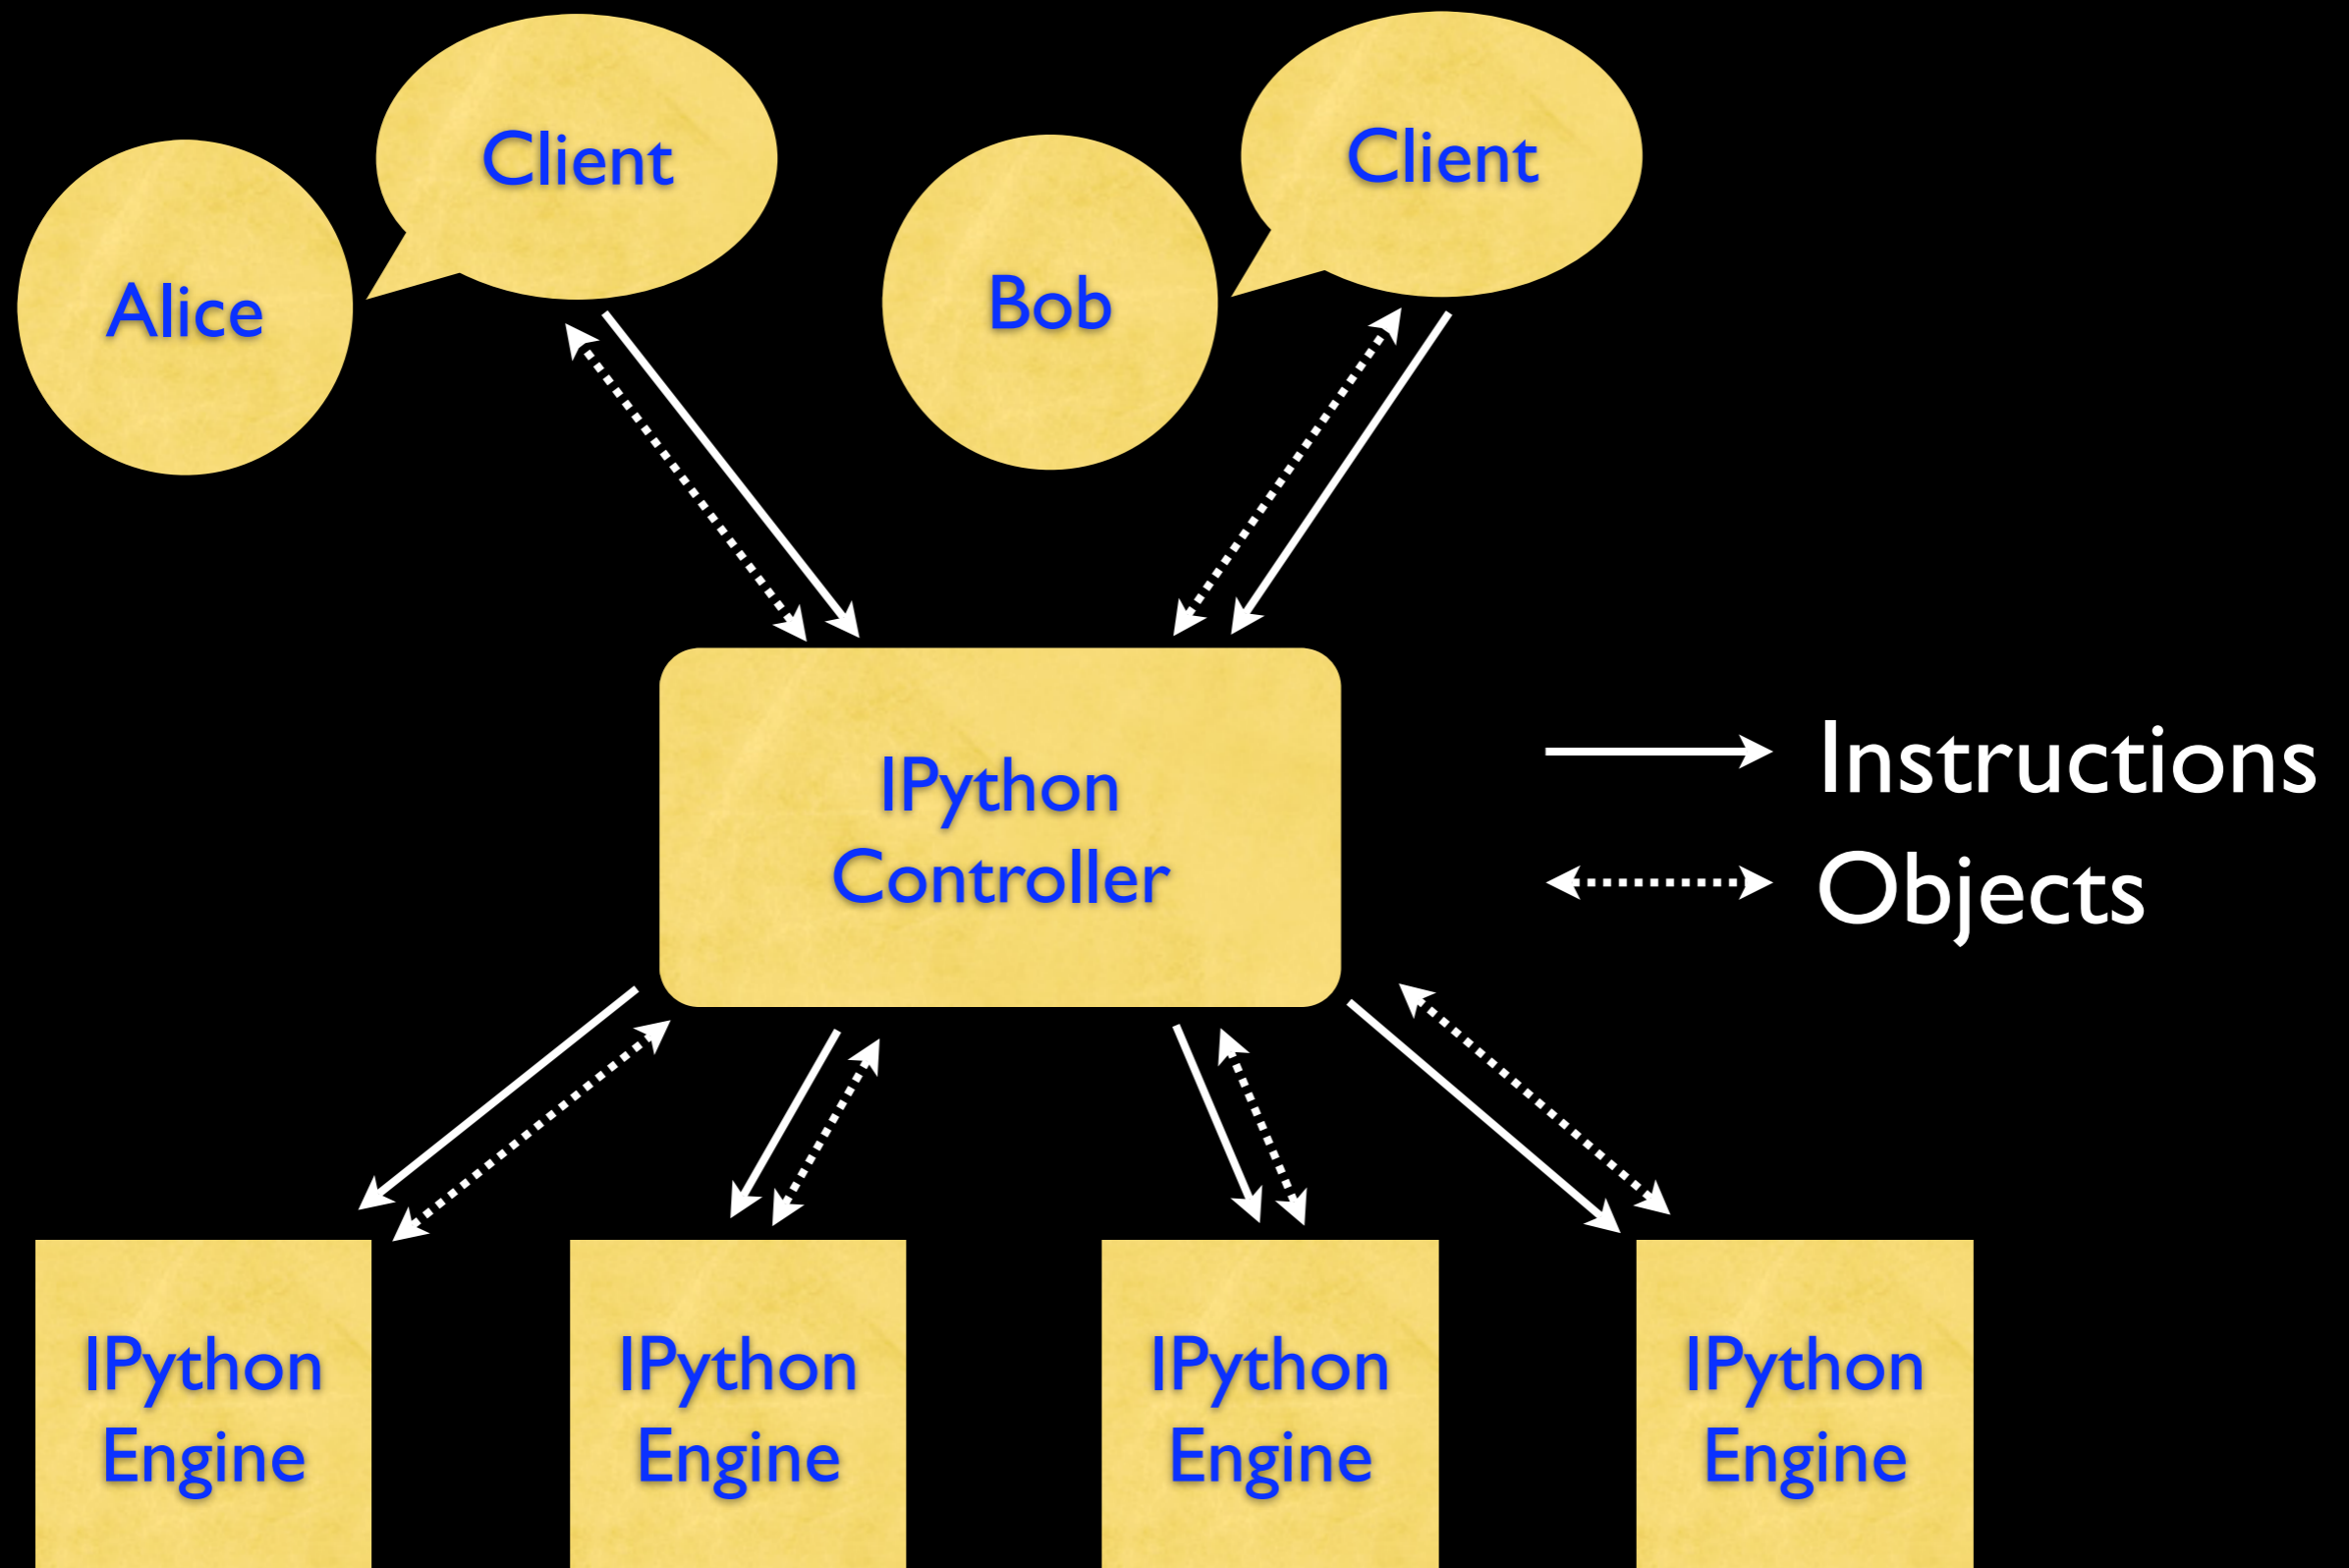 Client
Client
Alice
Bob
IPython
Controller
Instructions
Objects
IPython
Engine
IPython
Engine
IPython
Engine
IPython
Engine